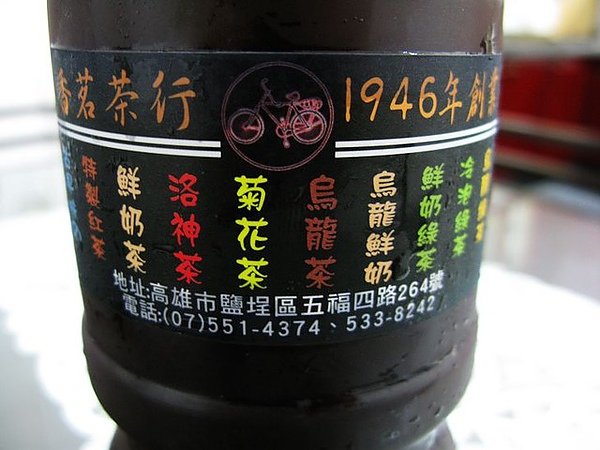 香茗茶行
1946年創業
特製紅茶
鮮奶茶
洛神茶
菊花茶
烏龍茶
烏龍鮮奶
鮮奶綠茶
冷泡綠茶
地址:高雄市鹽埕區五福四路264號
電話:(07)551-4374、533-8242